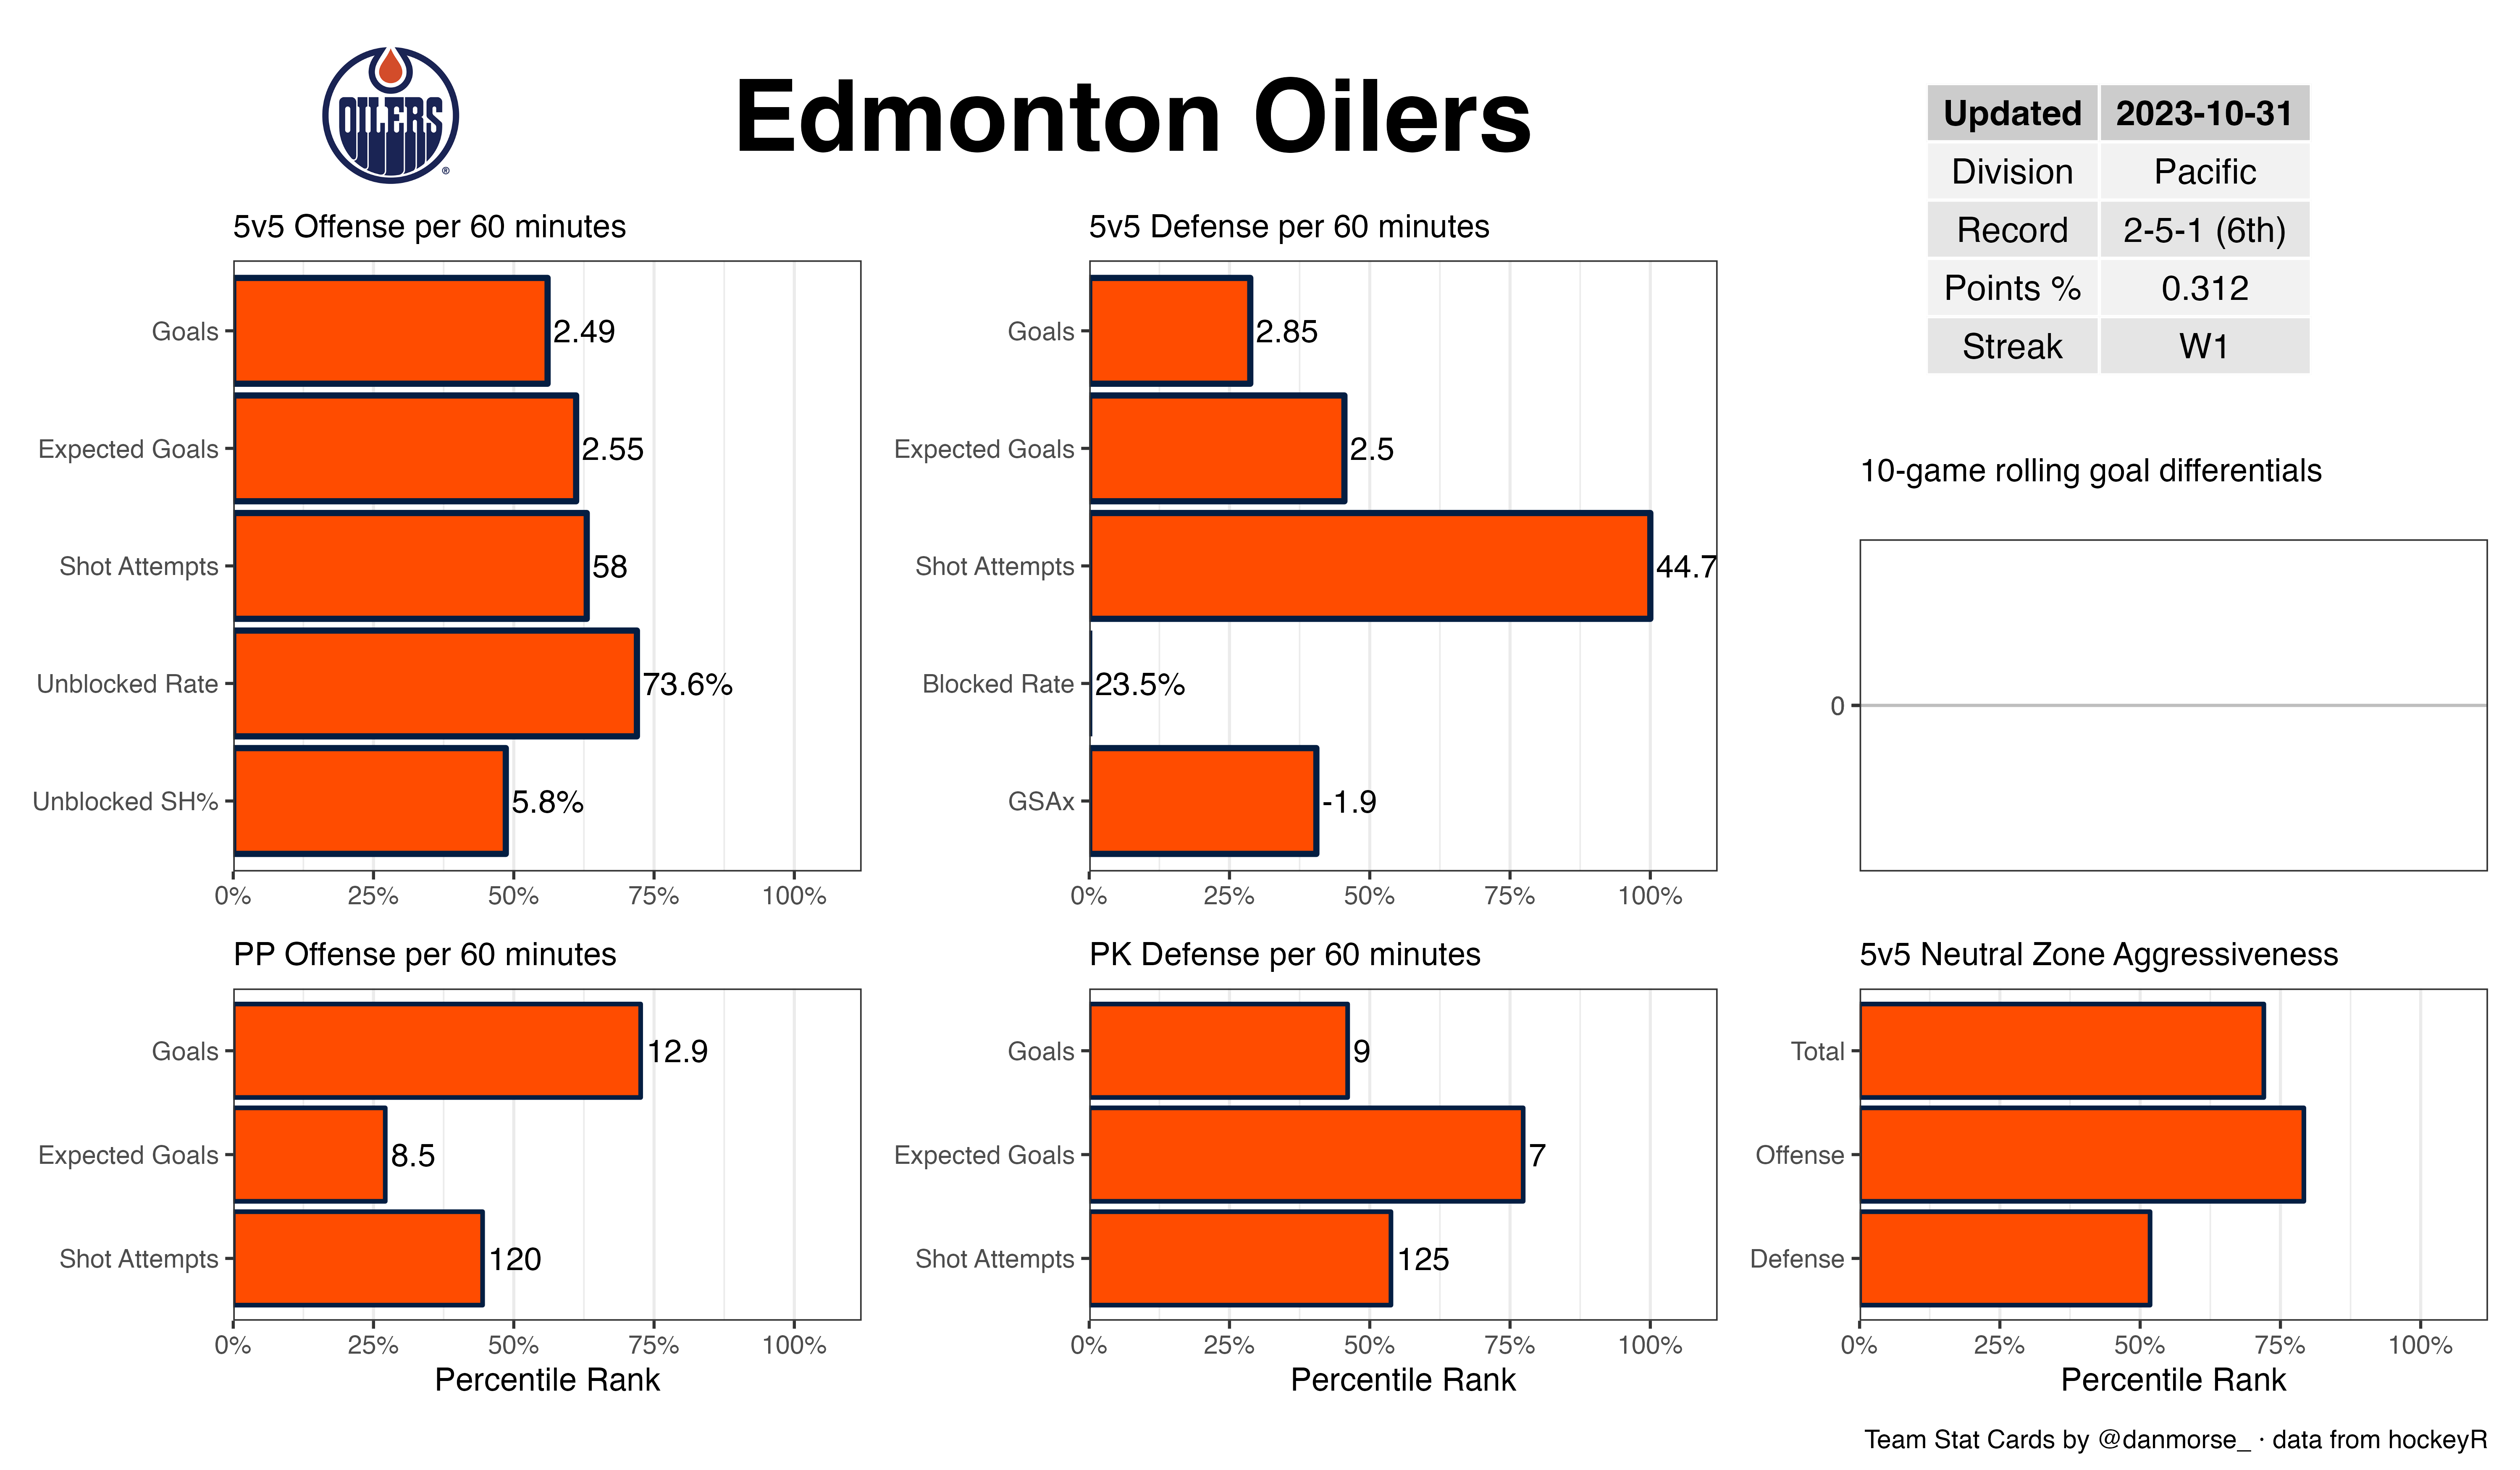 OILERS
®
Edmonton Oilers
Updated 2023-10-31
Division Pacific
Record 2-5-1 (6th)
Points % 0.312
Streak W1
5v5 Offense per 60 minutes
Goals 2.49
Expected Goals 2.55
Shot Attempts 58
Unblocked Rate 73.6%
Unblocked SH% 5.8%
0% 25% 50% 75% 100%
5v5 Defense per 60 minutes
Goals 2.85
Expected Goals 2.5
Shot Attempts 44.7
Blocked Rate 23.5%
GSAx -1.9
0% 25% 50% 75% 100%
10-game rolling goal differentials
0
PP Offense per 60 minutes
Goals 12.9
Expected Goals 8.5
Shot Attempts 120
0% 25% 50% 75% 100%
Percentile Rank
PK Defense per 60 minutes
Goals 9
Expected Goals 7
Shot Attempts 125
0% 25% 50% 75% 100%
Percentile Rank
5v5 Neutral Zone Aggressiveness
Total
Offense
Defense
0% 25% 50% 75% 100%
Percentile Rank
Team Stat Cards by @danmorse_ · data from hockeyR